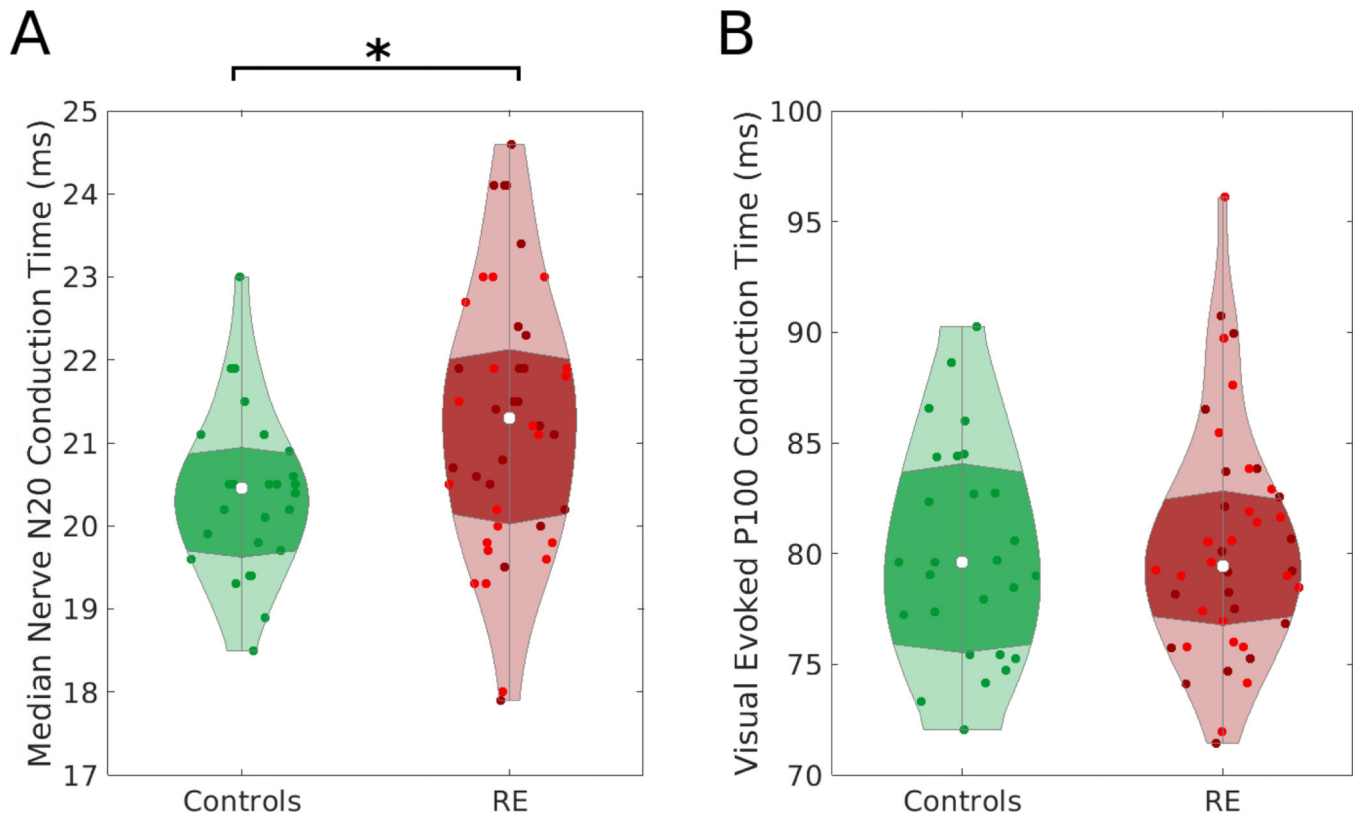 A
*
Median Nerve N20 Conduction Time (ms)
25
24
23
22
21
20
19
18
17
Controls RE
B
Visual Evoked P100 Conduction Time (ms)
100
95
90
85
80
75
70
Controls RE